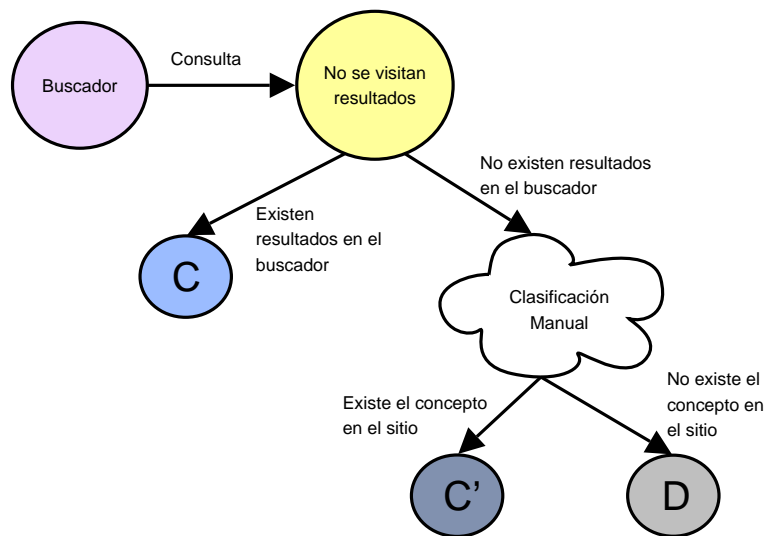 Buscador
Consulta
No se visitan
resultados
No existen resultados
en el buscador
Existen
resultados en el
buscador
C
Clasificación
Manual
Existe el concepto
en el sitio
No existe el
concepto en
el sitio
C’
D